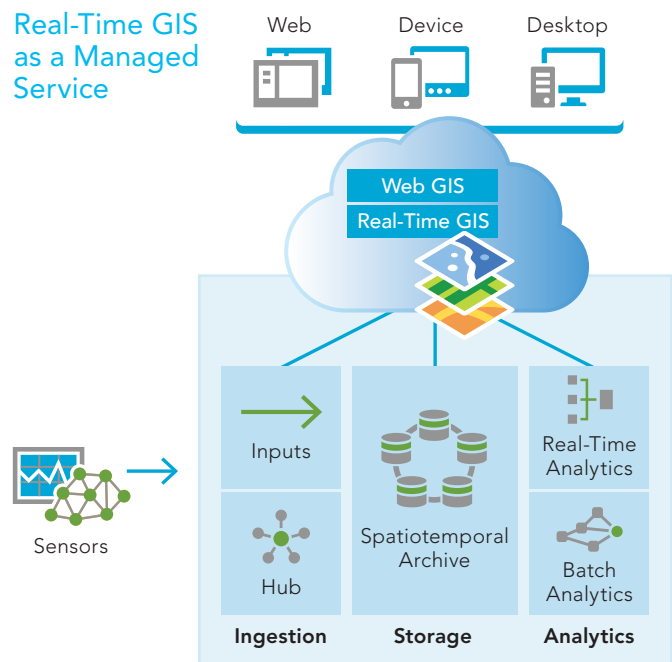 Real-Time GIS
as a Managed
Service
Web
Device
Desktop
Web GIS
Real-Time GIS
Sensors
Inputs
Hub
Ingestion
Spatiotemporal
Archive
Storage
Real-Time
Analytics
Batch
Analytics
Analytics